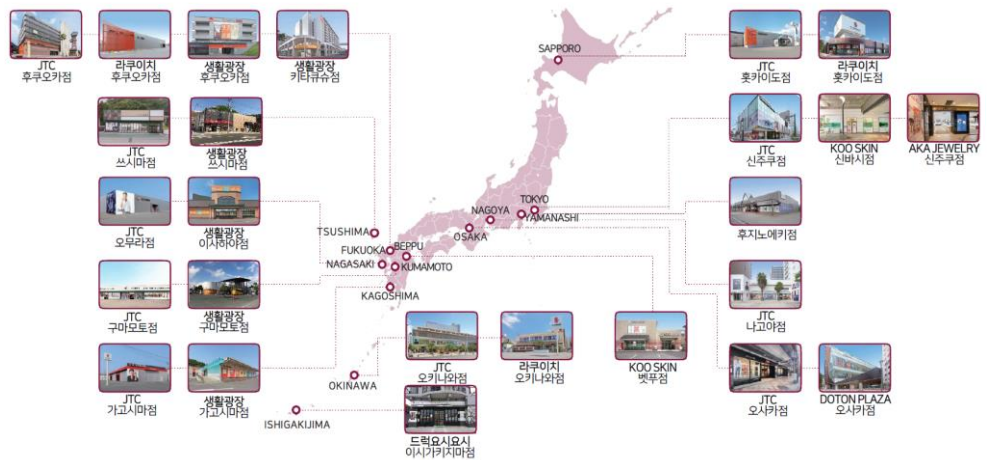 JTC
후쿠오카점
라쿠이치
후쿠오카점
생활광장
후쿠오카점
생활광장
키타큐슈점
SAPPORO
JTC
홋카이도점
라쿠이치
홋카이도점
JTC
쓰시마점
생활광장
쓰시마점
JTC
신주쿠점
KOO SKIN
신바시점
AKA JEWELRY
신주쿠점
JTC
오무라점
생활광장
이사하야점
TSUSHIMA
FUKUOKA
BEPPU
NAGASAKI
KUMAMOTO
KAGOSHIMA
NAGOYA
OSAKA
TOKYO
YAMANASHI
후지노에키점
JTC
구마모토점
생활광장
구마모토점
JTC
나고야점
JTC
가고시마점
생활광장
가고시마점
OKINAWA
JTC
오키나와점
라쿠이치
오키나와점
KOO SKIN
벳푸점
JTC
오사카점
DOTON PLAZA
오사카점
ISHIGAKIJIMA
드럭요시요시
이시가키지마점